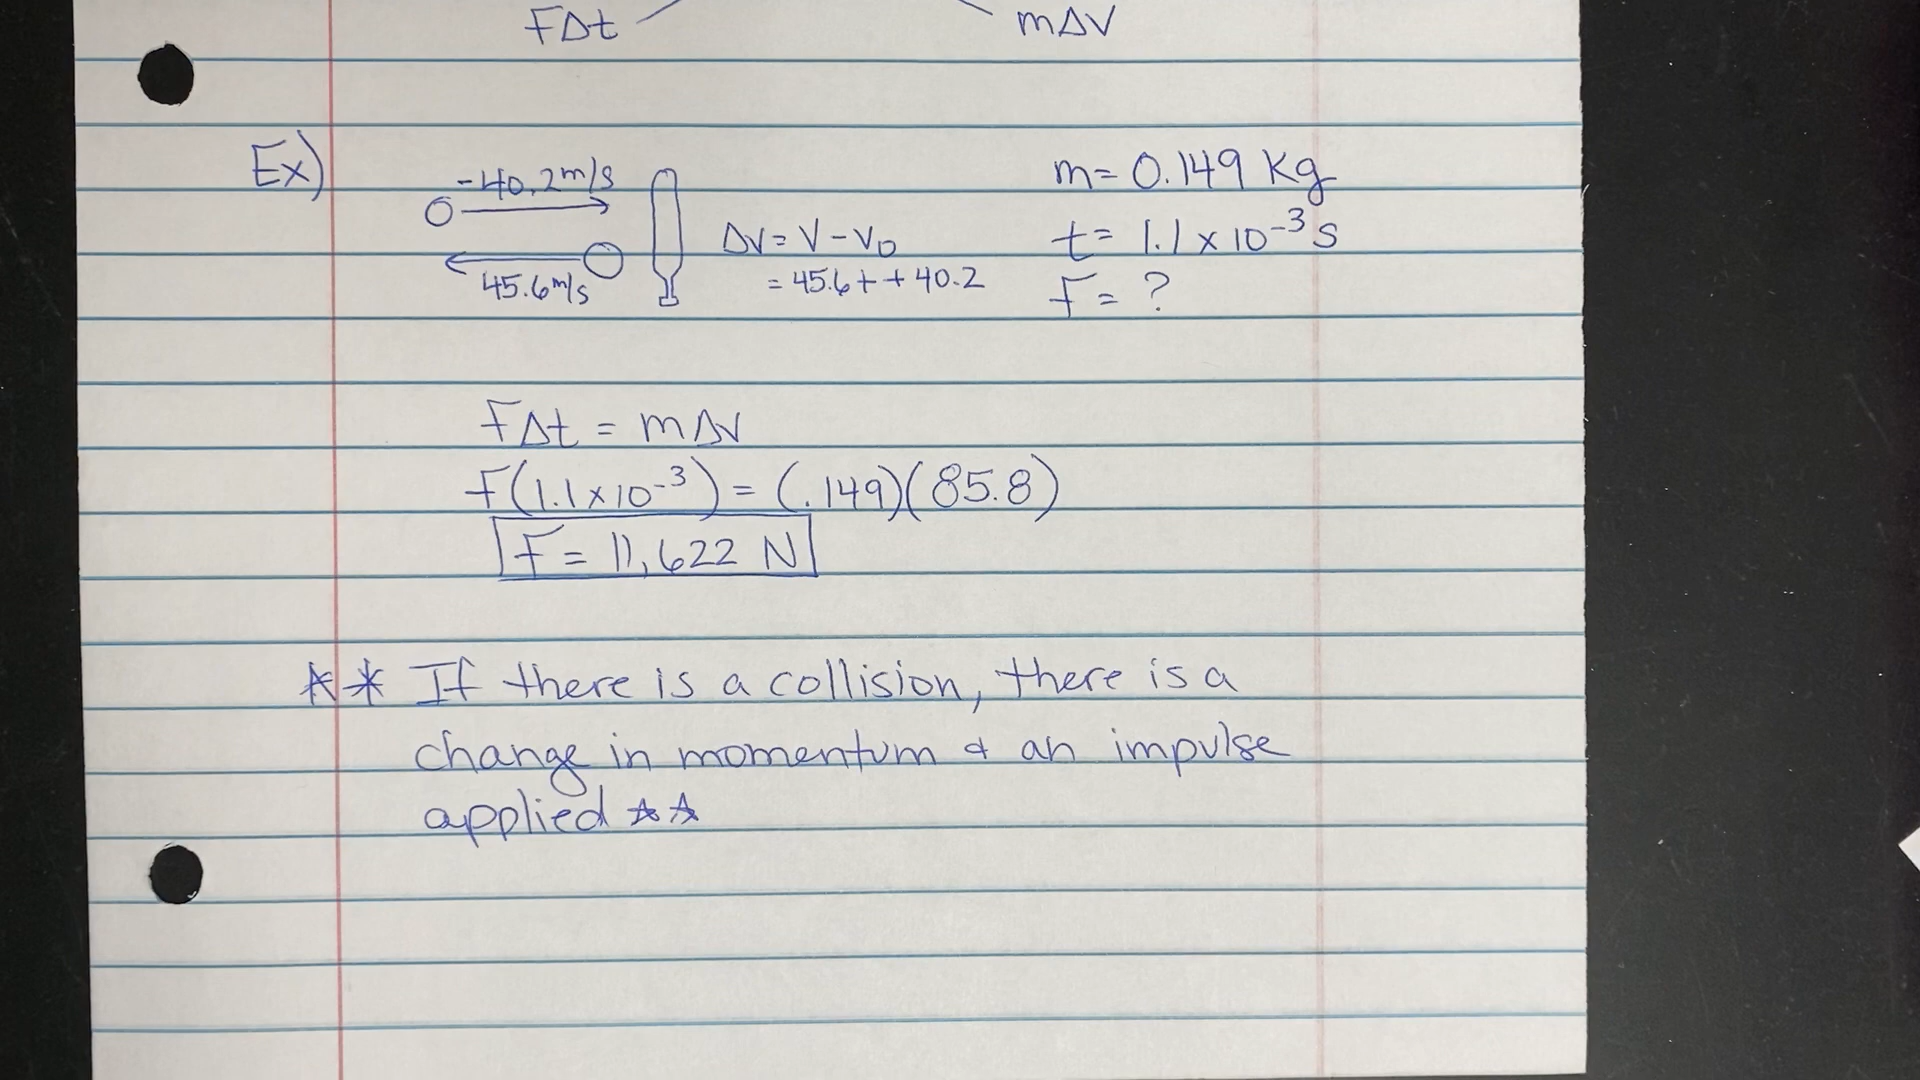 FΔt mΔV
Ex)
-40.2m/s
45.6m/s
ΔV = V - V0
= 45.6 + + 40.2
m = 0.149 Kg
t = 1.1 x 10⁻³ s
F = ?
FΔt = mΔV
F(1.1x10⁻³) = (.149)(85.8)
F = 11,622 N
** If there is a collision, there is a
change in momentum & an impulse
applied ☆☆